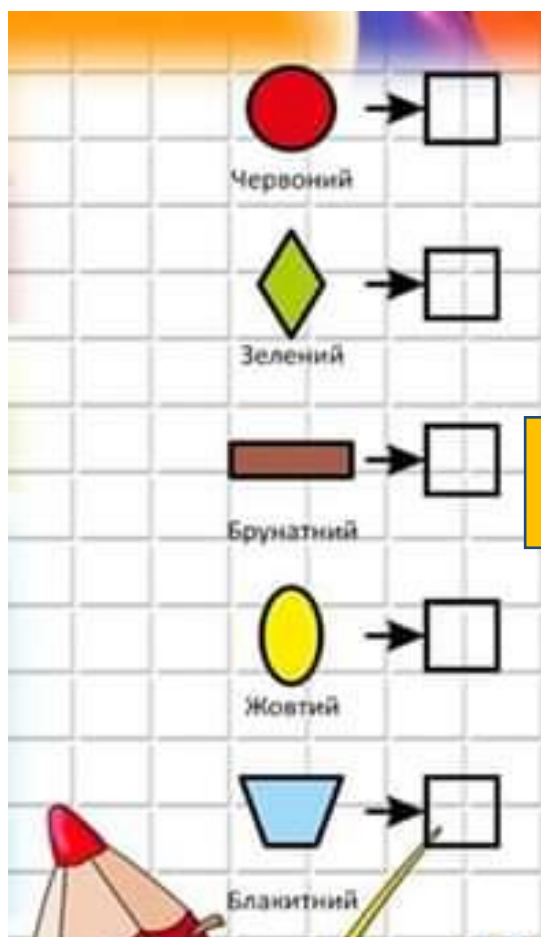 Червоний
Зелений
Брунатний
Жовтий
Блакитний